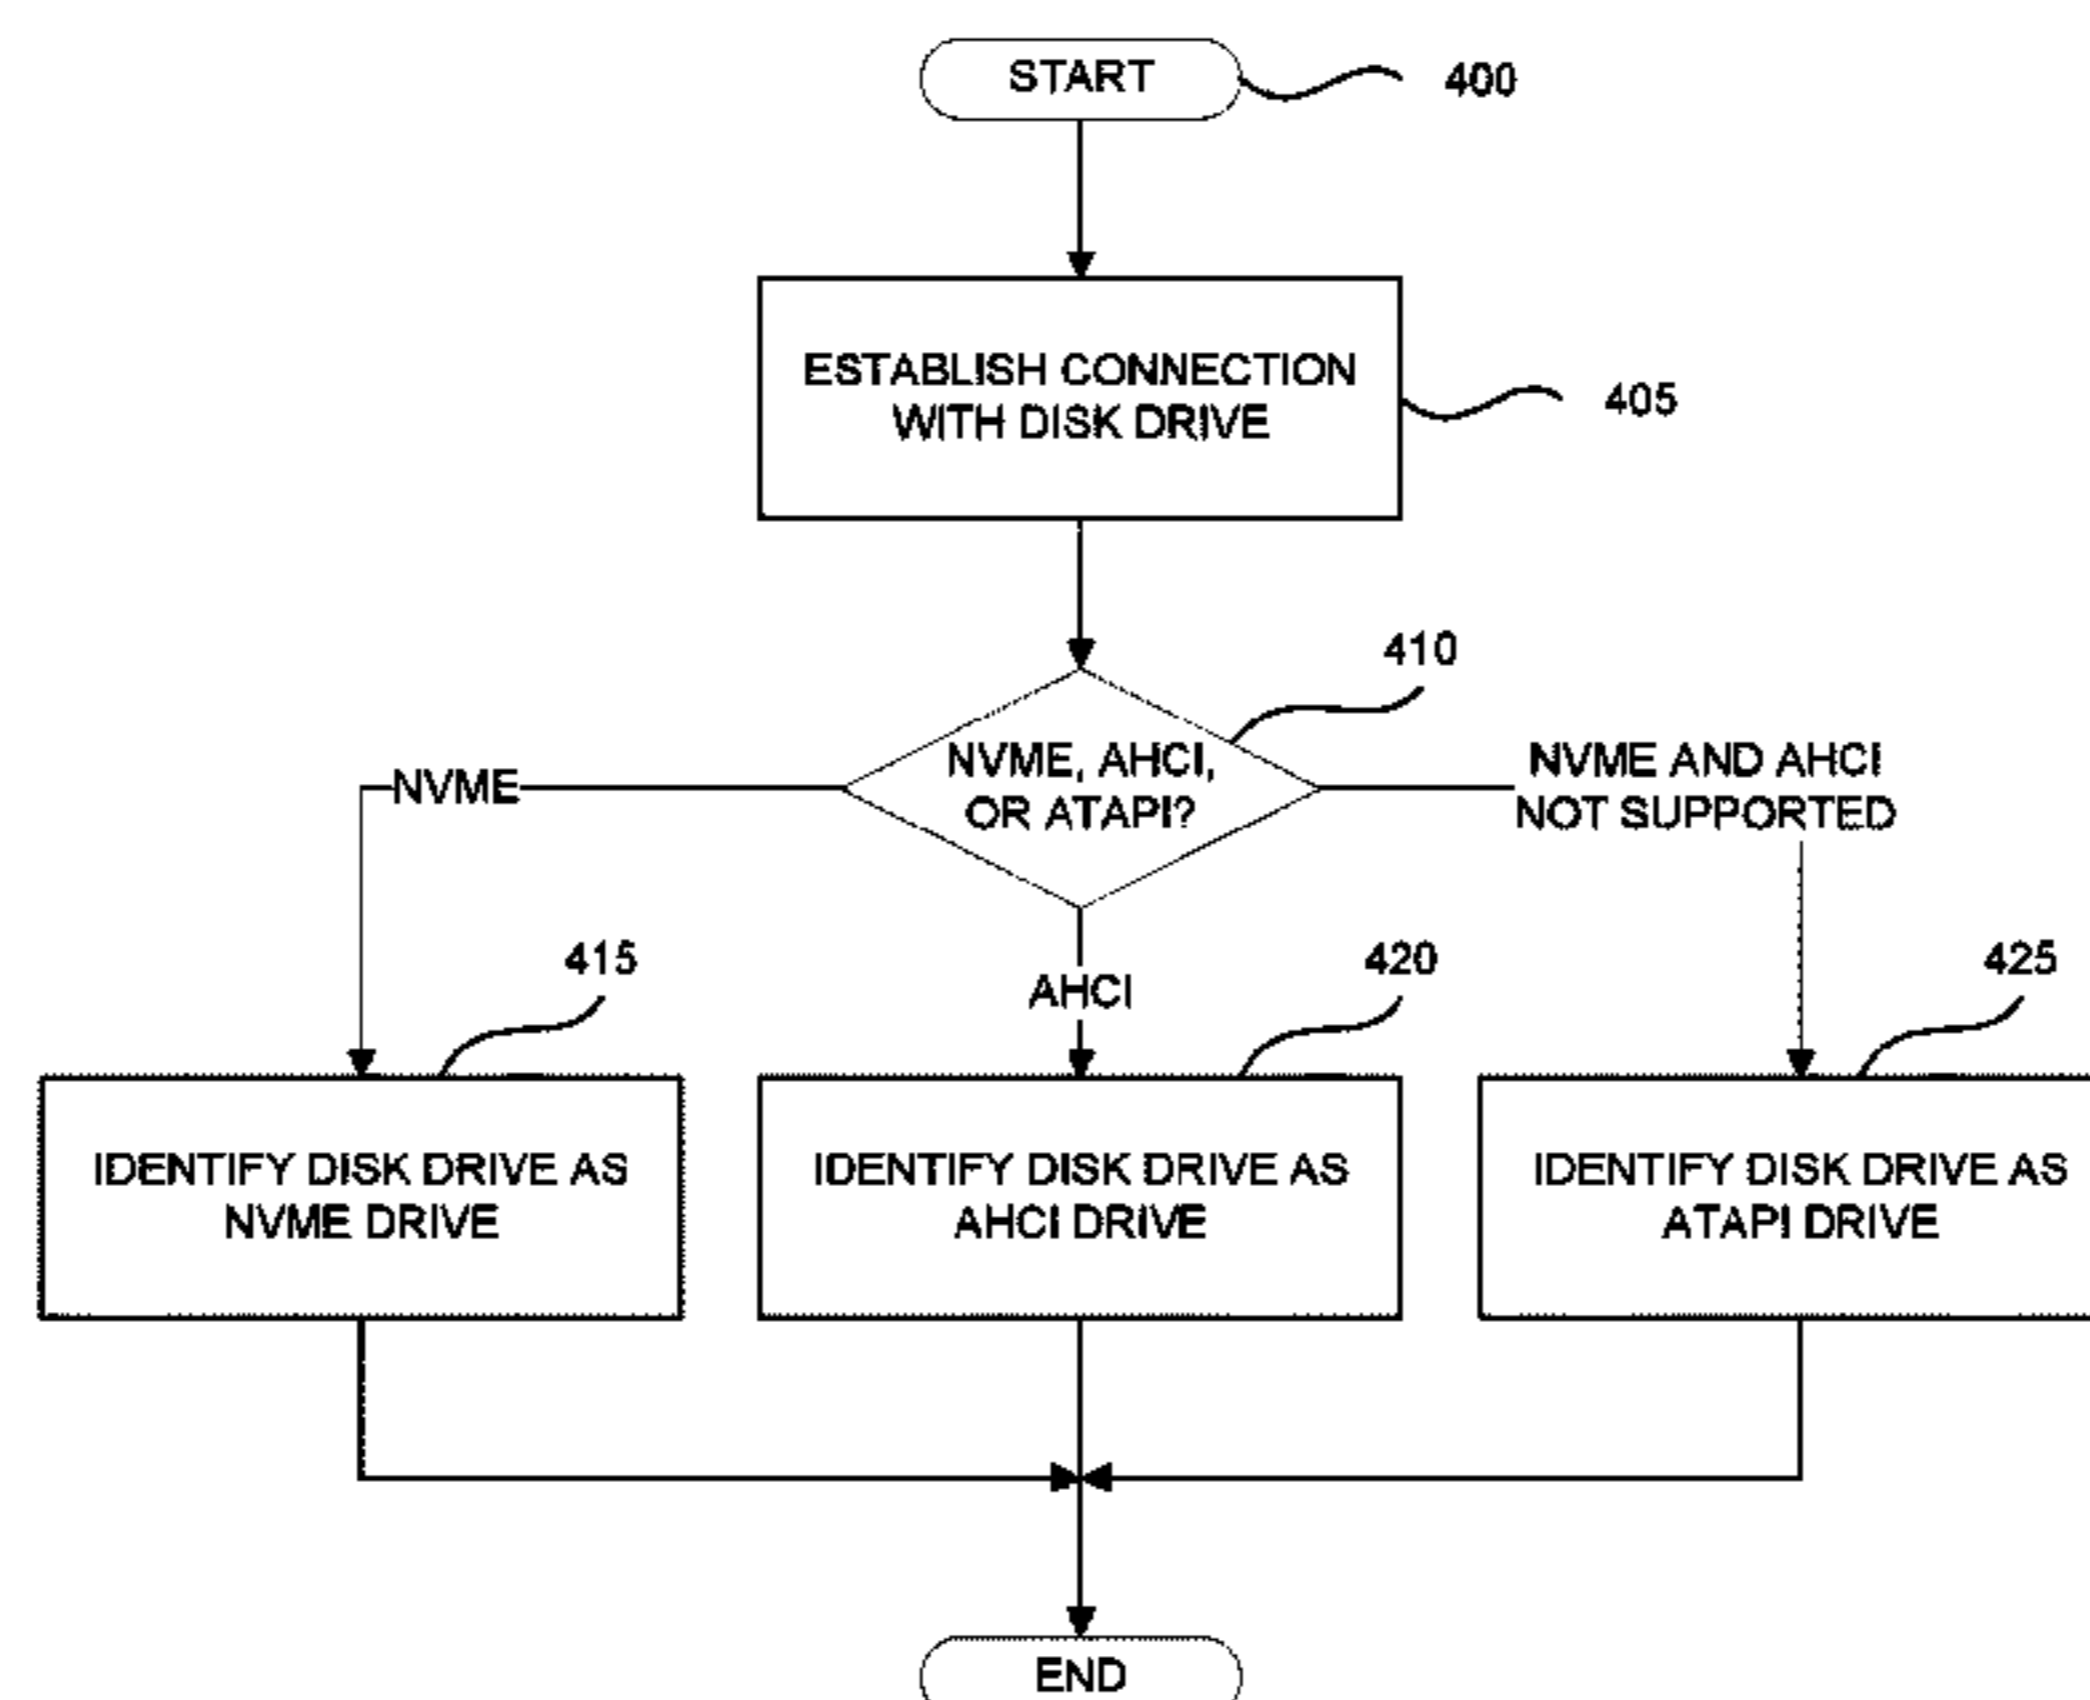 START
400
ESTABLISH CONNECTION
WITH DISK DRIVE
405
410
NVME, AHCI,
OR ATAPI?
NVME
NVME AND AHCI
NOT SUPPORTED
AHCI
415
420
425
IDENTIFY DISK DRIVE AS
NVME DRIVE
IDENTIFY DISK DRIVE AS
AHCI DRIVE
IDENTIFY DISK DRIVE AS
ATAPI DRIVE
END